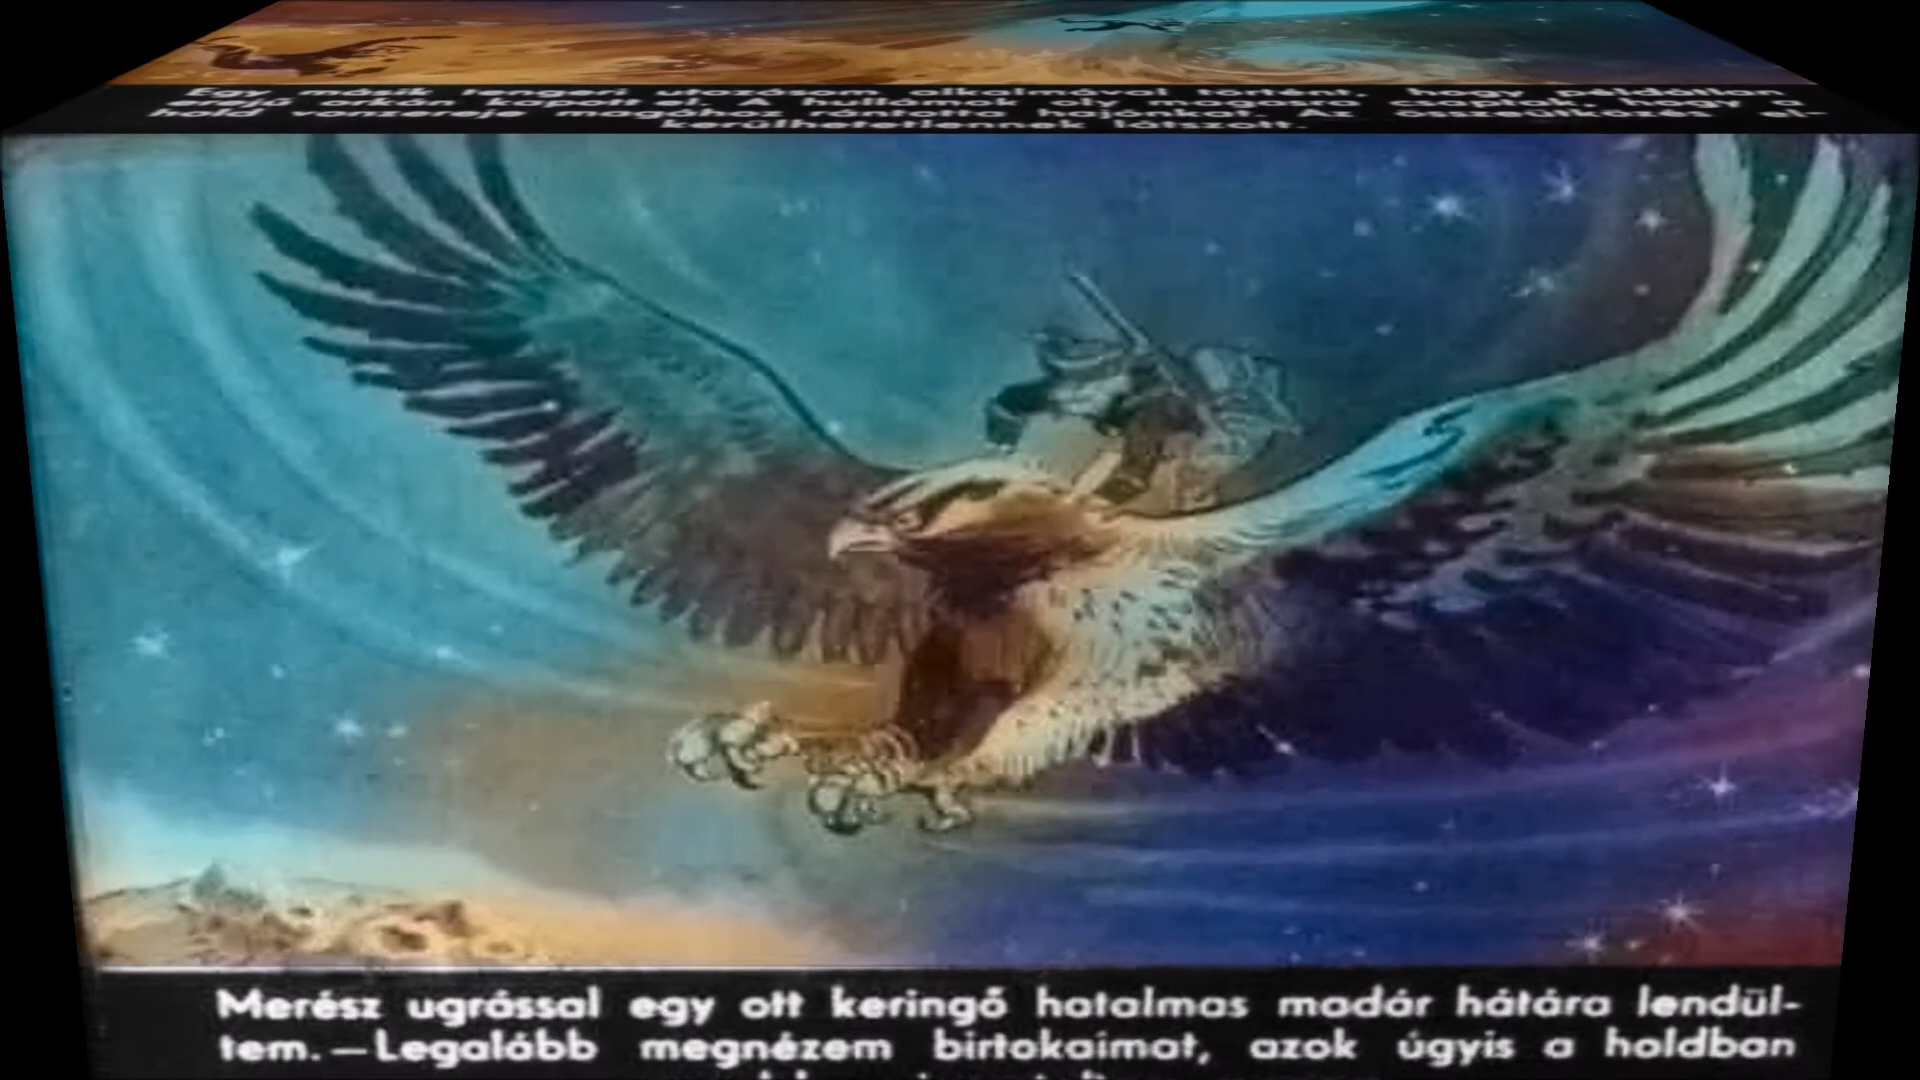 Egy másik tengeri utazásom alkalmával történt, hogy példátlan
erejű orkán kapott el. A hullámok oly magasra csaptak, hogy a
hold vonzereje magához rántotta hajónkat. Az összeütközés el-
kerülhetetlennek látszott.
Merész ugrással egy ott keringő hatalmas madár hátára lendül-
tem. — Legalább megnézem birtokaimat, azok úgyis a holdban